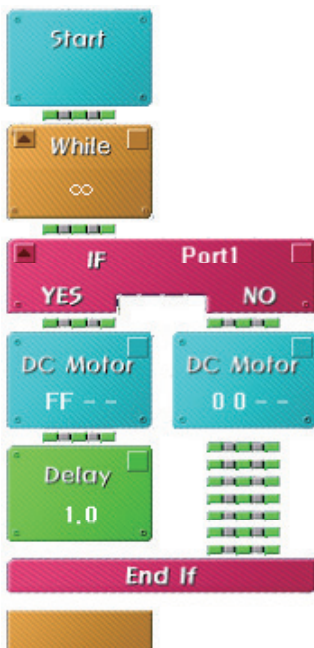 Start
While
∞
IF Port1
YES NO
DC Motor DC Motor
FF - - 0 0 - -
Delay
1.0
End If